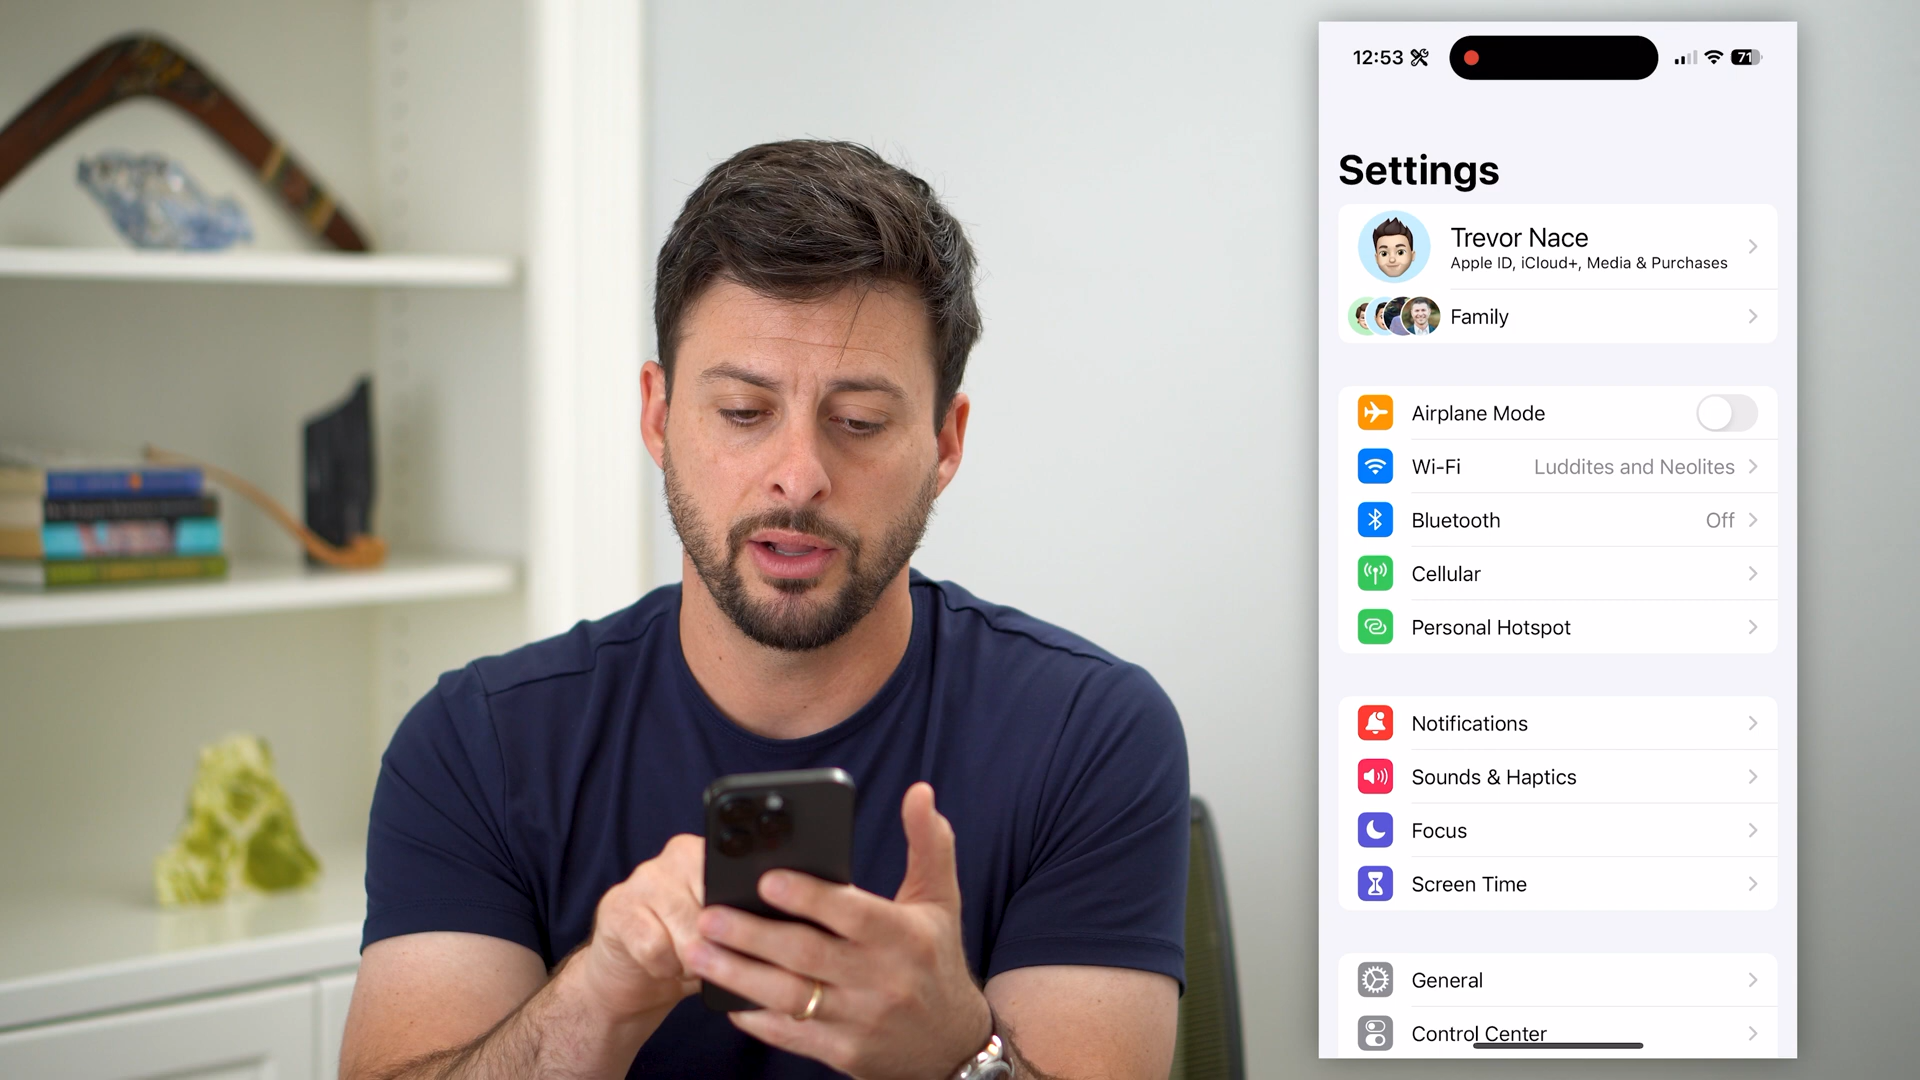 12:53
71
Settings
Trevor Nace
Apple ID, iCloud+, Media & Purchases
Family
Airplane Mode
Wi-Fi Luddites and Neolites
Bluetooth Off
Cellular
Personal Hotspot
Notifications
Sounds & Haptics
Focus
Screen Time
General
Control Center